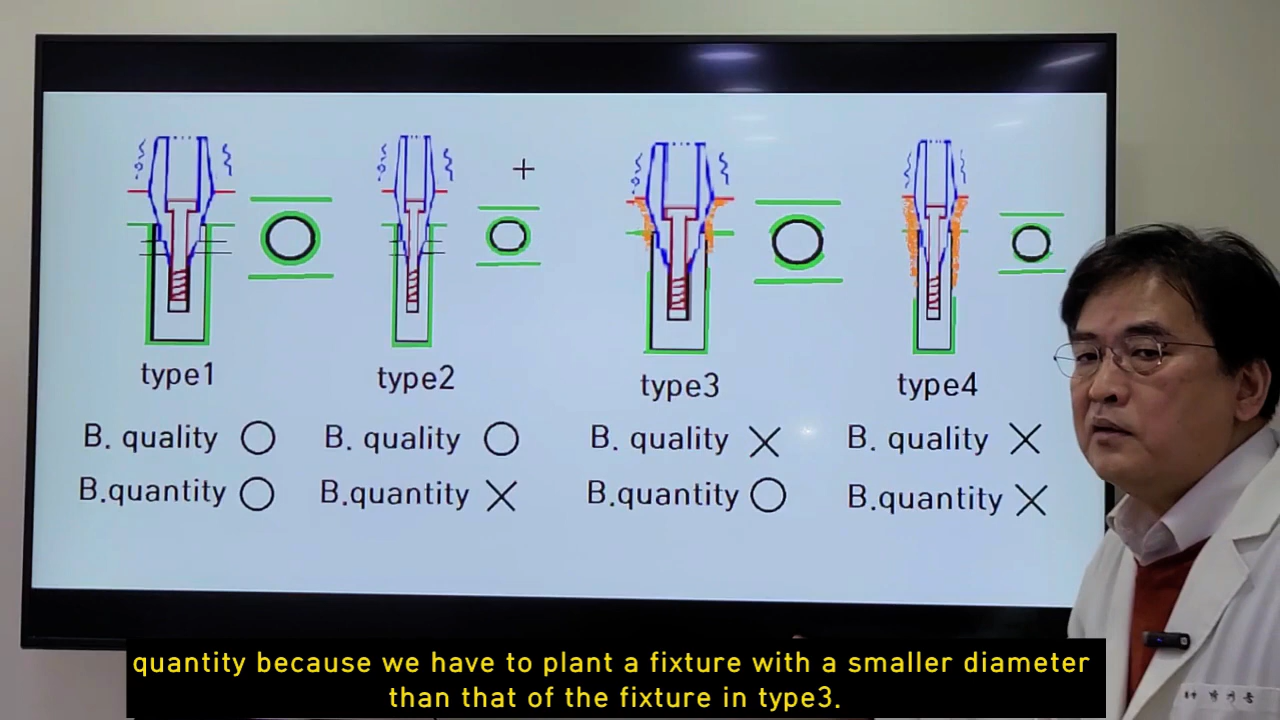 type1
type2
type3
type4
B. quality ○
B. quality ○
B. quality ×
B. quality ×
B.quantity ○
B.quantity ×
B.quantity ○
B.quantity ×
quantity because we have to plant a fixture with a smaller diameter
than that of the fixture in type3.